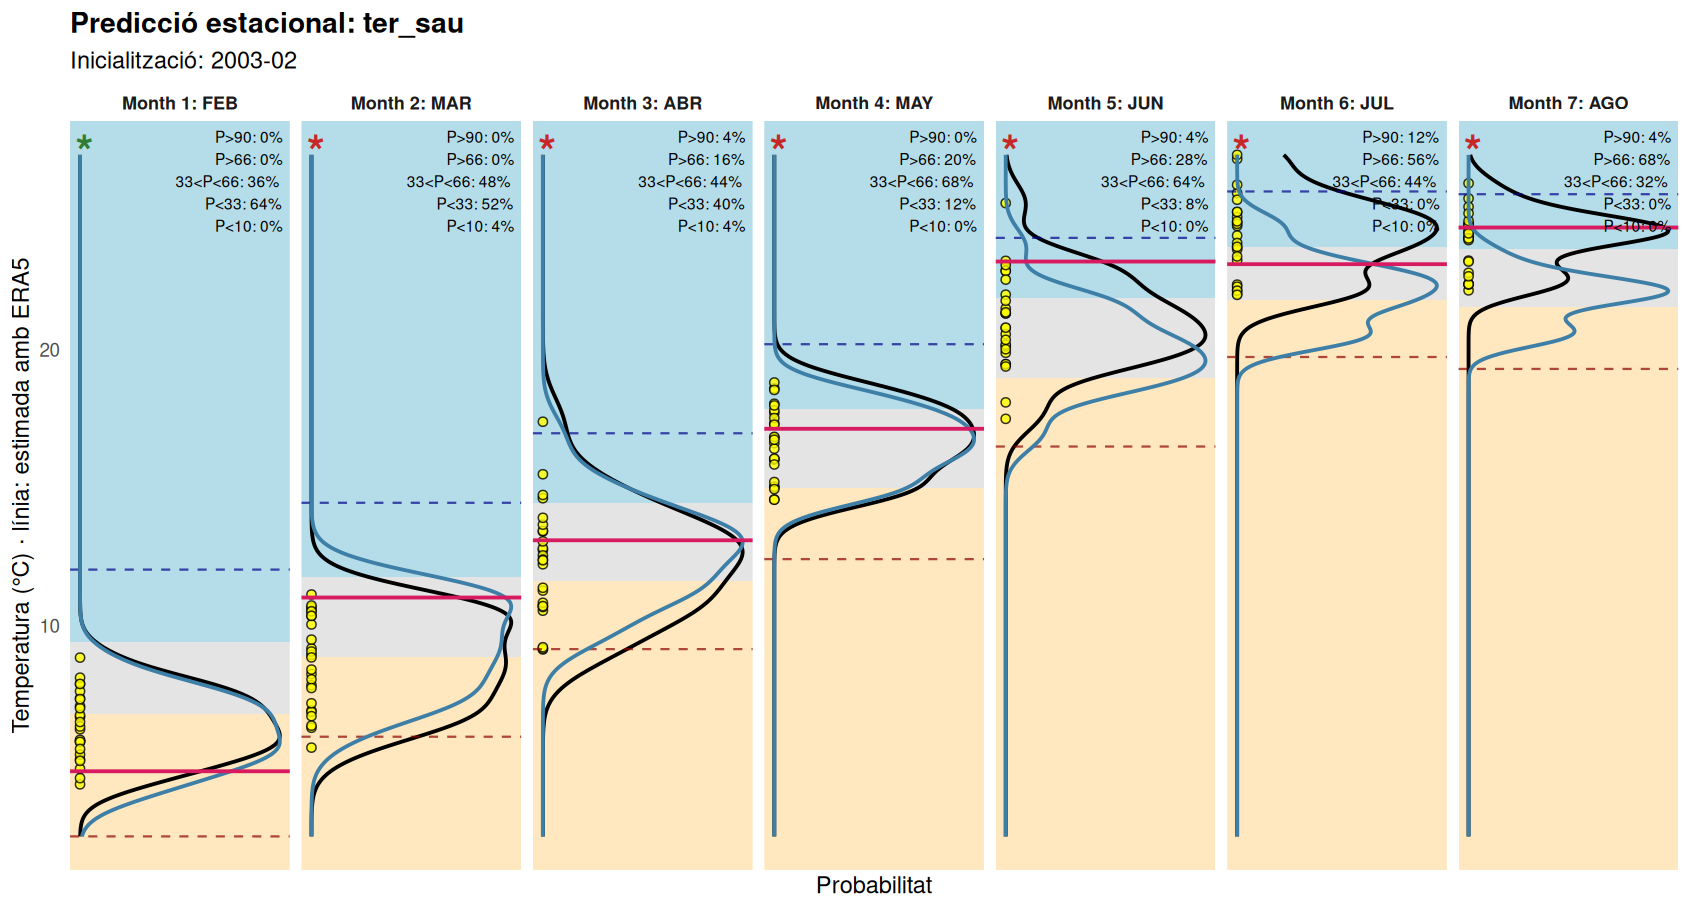 Predicció estacional: ter_sau
Inicialització: 2003-02
Month 1: FEB
Month 2: MAR
Month 3: ABR
Month 4: MAY
Month 5: JUN
Month 6: JUL
Month 7: AGO
*
P>90: 0%
P>66: 0%
33<P<66: 36%
P<33: 64%
P<10: 0%
*
P>90: 0%
P>66: 0%
33<P<66: 48%
P<33: 52%
P<10: 4%
*
P>90: 4%
P>66: 16%
33<P<66: 44%
P<33: 40%
P<10: 4%
*
P>90: 0%
P>66: 20%
33<P<66: 68%
P<33: 12%
P<10: 0%
*
P>90: 4%
P>66: 28%
33<P<66: 64%
P<33: 8%
P<10: 0%
*
P>90: 12%
P>66: 56%
33<P<66: 44%
P<33: 0%
P<10: 0%
*
P>90: 4%
P>66: 68%
33<P<66: 32%
P<33: 0%
P<10: 0%
20
10
Temperatura (°C) · línia: estimada amb ERA5
Probabilitat